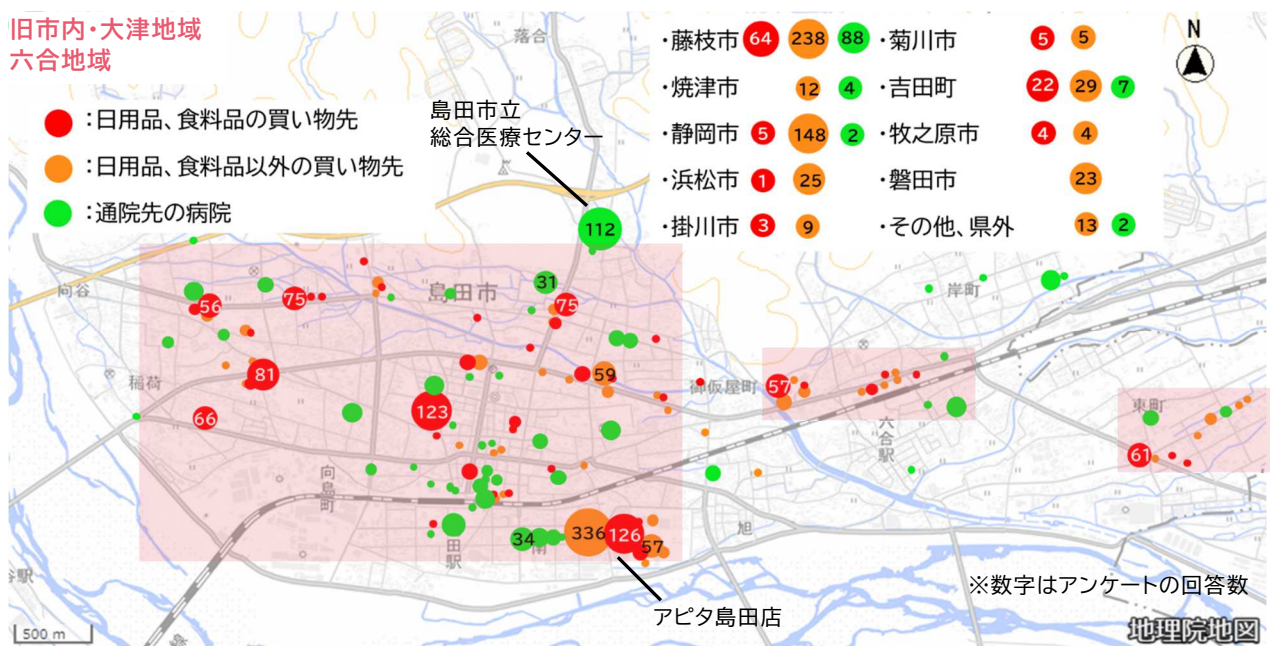 旧市内・大津地域
六合地域
：日用品、食料品の買い物先
：日用品、食料品以外の買い物先
：通院先の病院
島田市立
総合医療センター
・藤枝市 64 238 88 ・菊川市 5 5
・焼津市 12 4 ・吉田町 22 29 7
・静岡市 5 148 2 ・牧之原市 4 4
・浜松市 1 25 ・磐田市 23
・掛川市 3 9 ・その他、県外 13 2
N
落合
112
向谷
島田市
岸町
31
56
75
75
稲荷
81
59
御仮屋町
57
123
66
東町
六合駅
61
向島町
34
南
336
126
57
旭
田駅
谷駅
アピタ島田店
※数字はアンケートの回答数
500 m
地理院地図